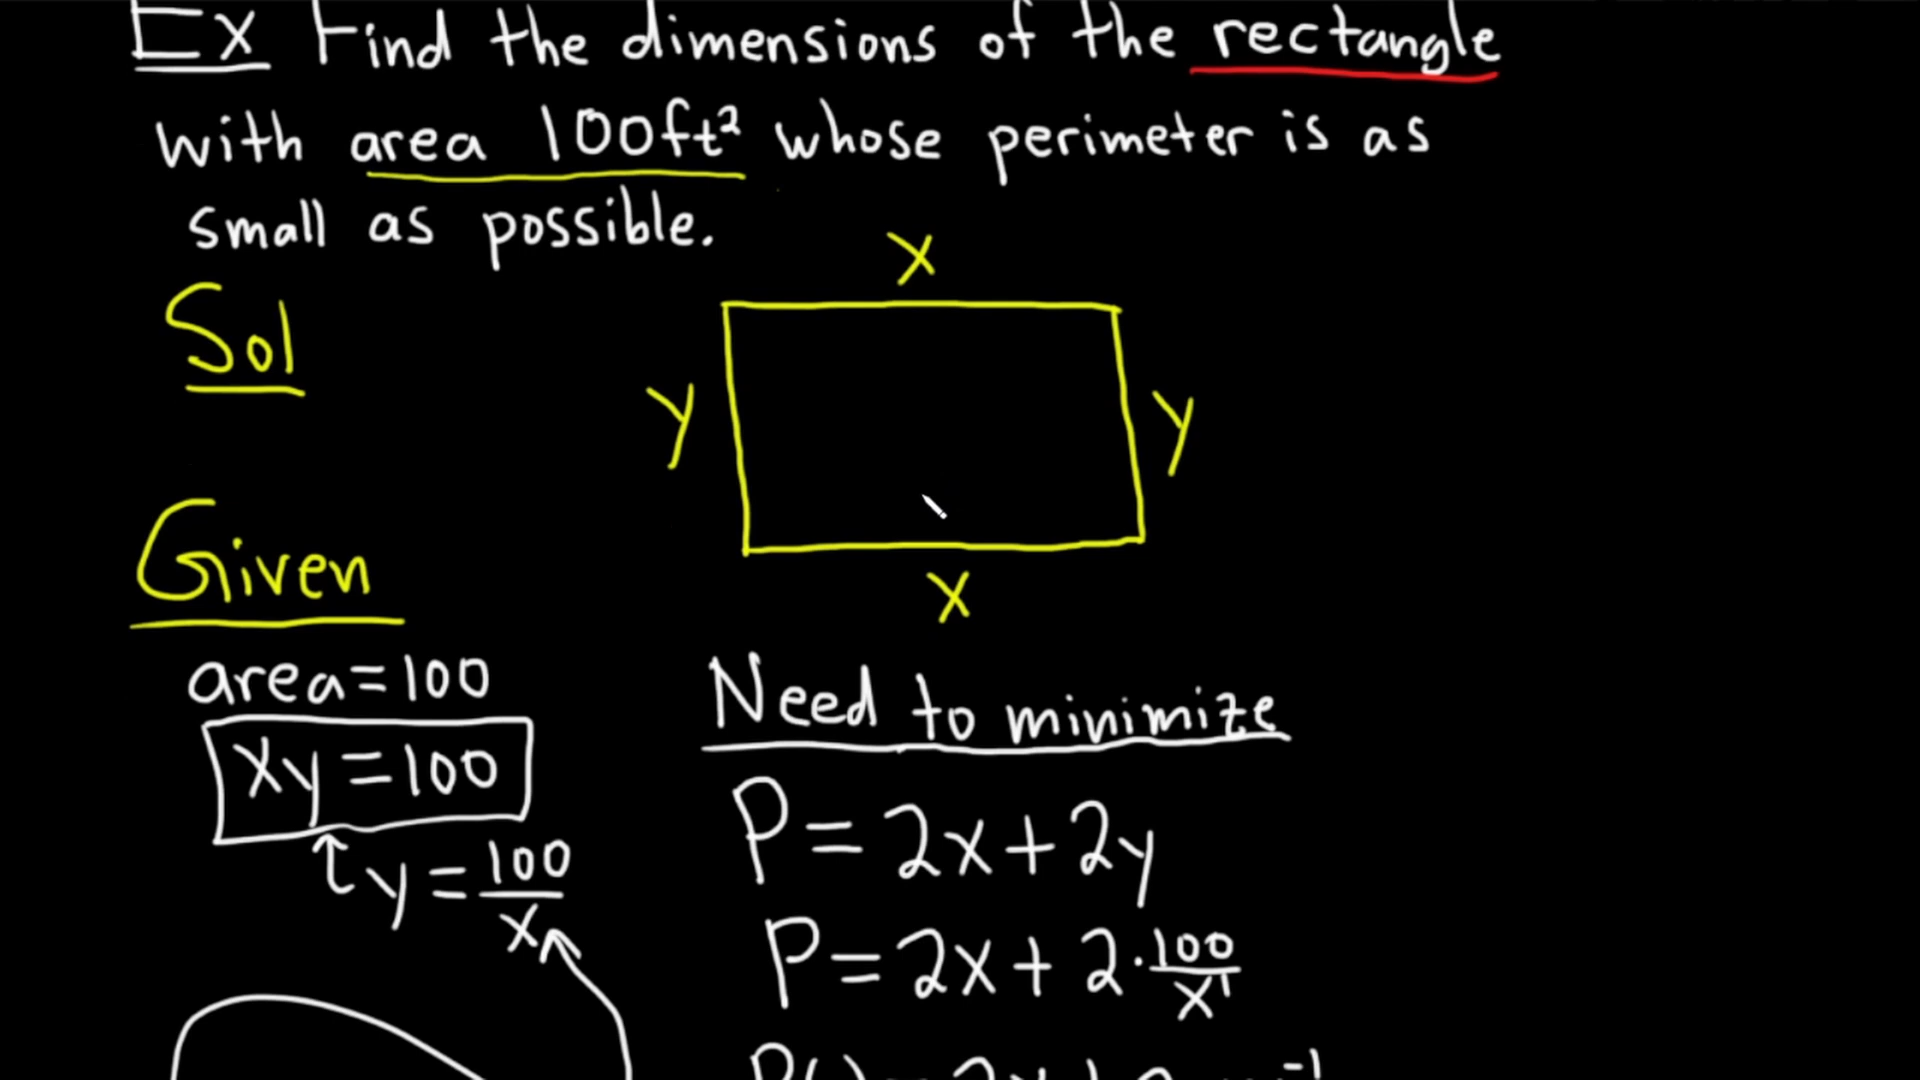 Ex Find the dimensions of the rectangle
with area 100ft² whose perimeter is as
small as possible.
Sol
x
y
y
x
Given
area=100
xy=100
y=100/x
Need to minimize
P=2x+2y
P=2x+2·100/x¹